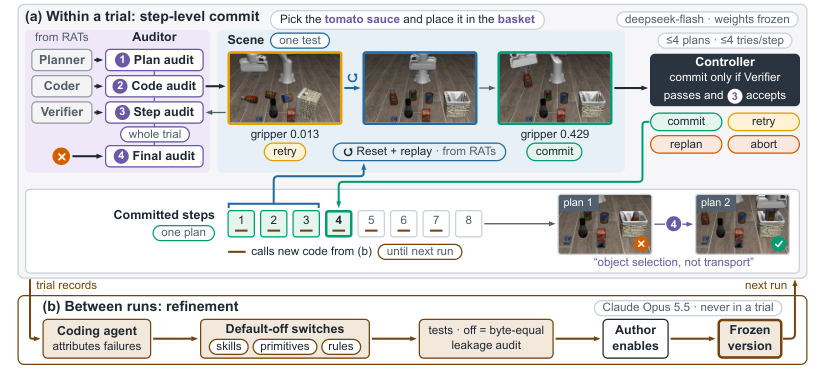 (a) Within a trial: step-level commit
Pick the tomato sauce and place it in the basket
deepseek-flash · weights frozen
from RATs
Auditor
Scene
one test
≤4 plans · ≤4 tries/step
Planner
1 Plan audit
Coder
2 Code audit
Verifier
3 Step audit
whole trial
4 Final audit
Controller
commit only if Verifier
passes and 3 accepts
gripper 0.013
gripper 0.429
retry
Reset + replay · from RATs
commit
commit
retry
replan
abort
Committed steps
one plan
1 2 3 4 5 6 7 8
calls new code from (b)
until next run
plan 1
4
plan 2
“object selection, not transport”
trial records
next run
(b) Between runs: refinement
Claude Opus 5.5 · never in a trial
Coding agent
attributes failures
Default-off switches
skills
primitives
rules
tests · off = byte-equal
leakage audit
Author
enables
Frozen
version